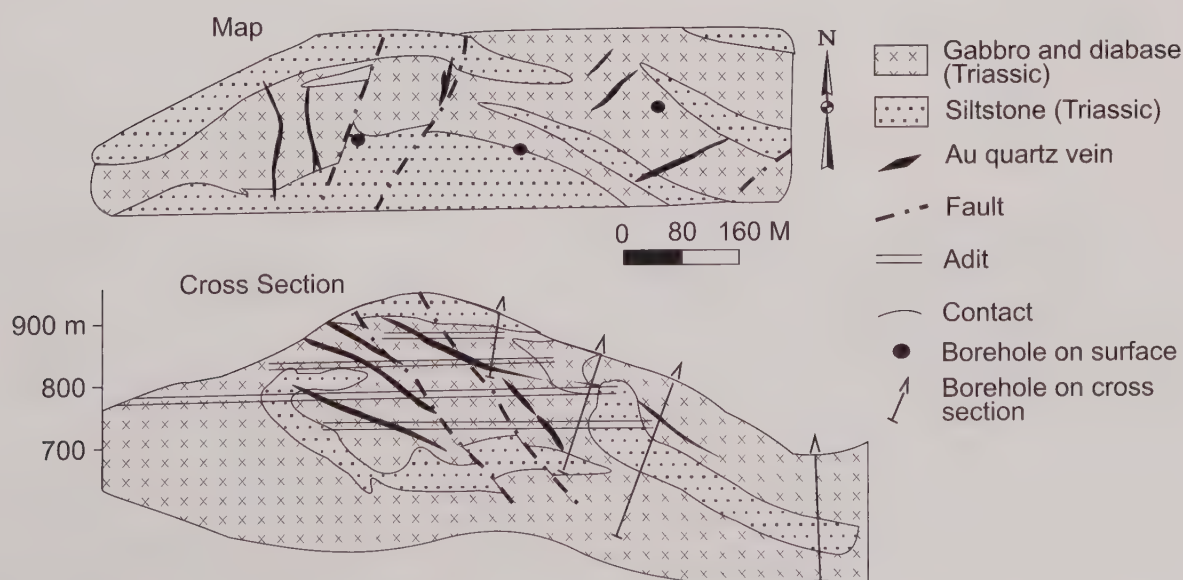 Map
N
0 80 160 M
Cross Section
900 m
800
700
Gabbro and diabase
(Triassic)
Siltstone (Triassic)
Au quartz vein
Fault
Adit
Contact
Borehole on surface
Borehole on cross
section